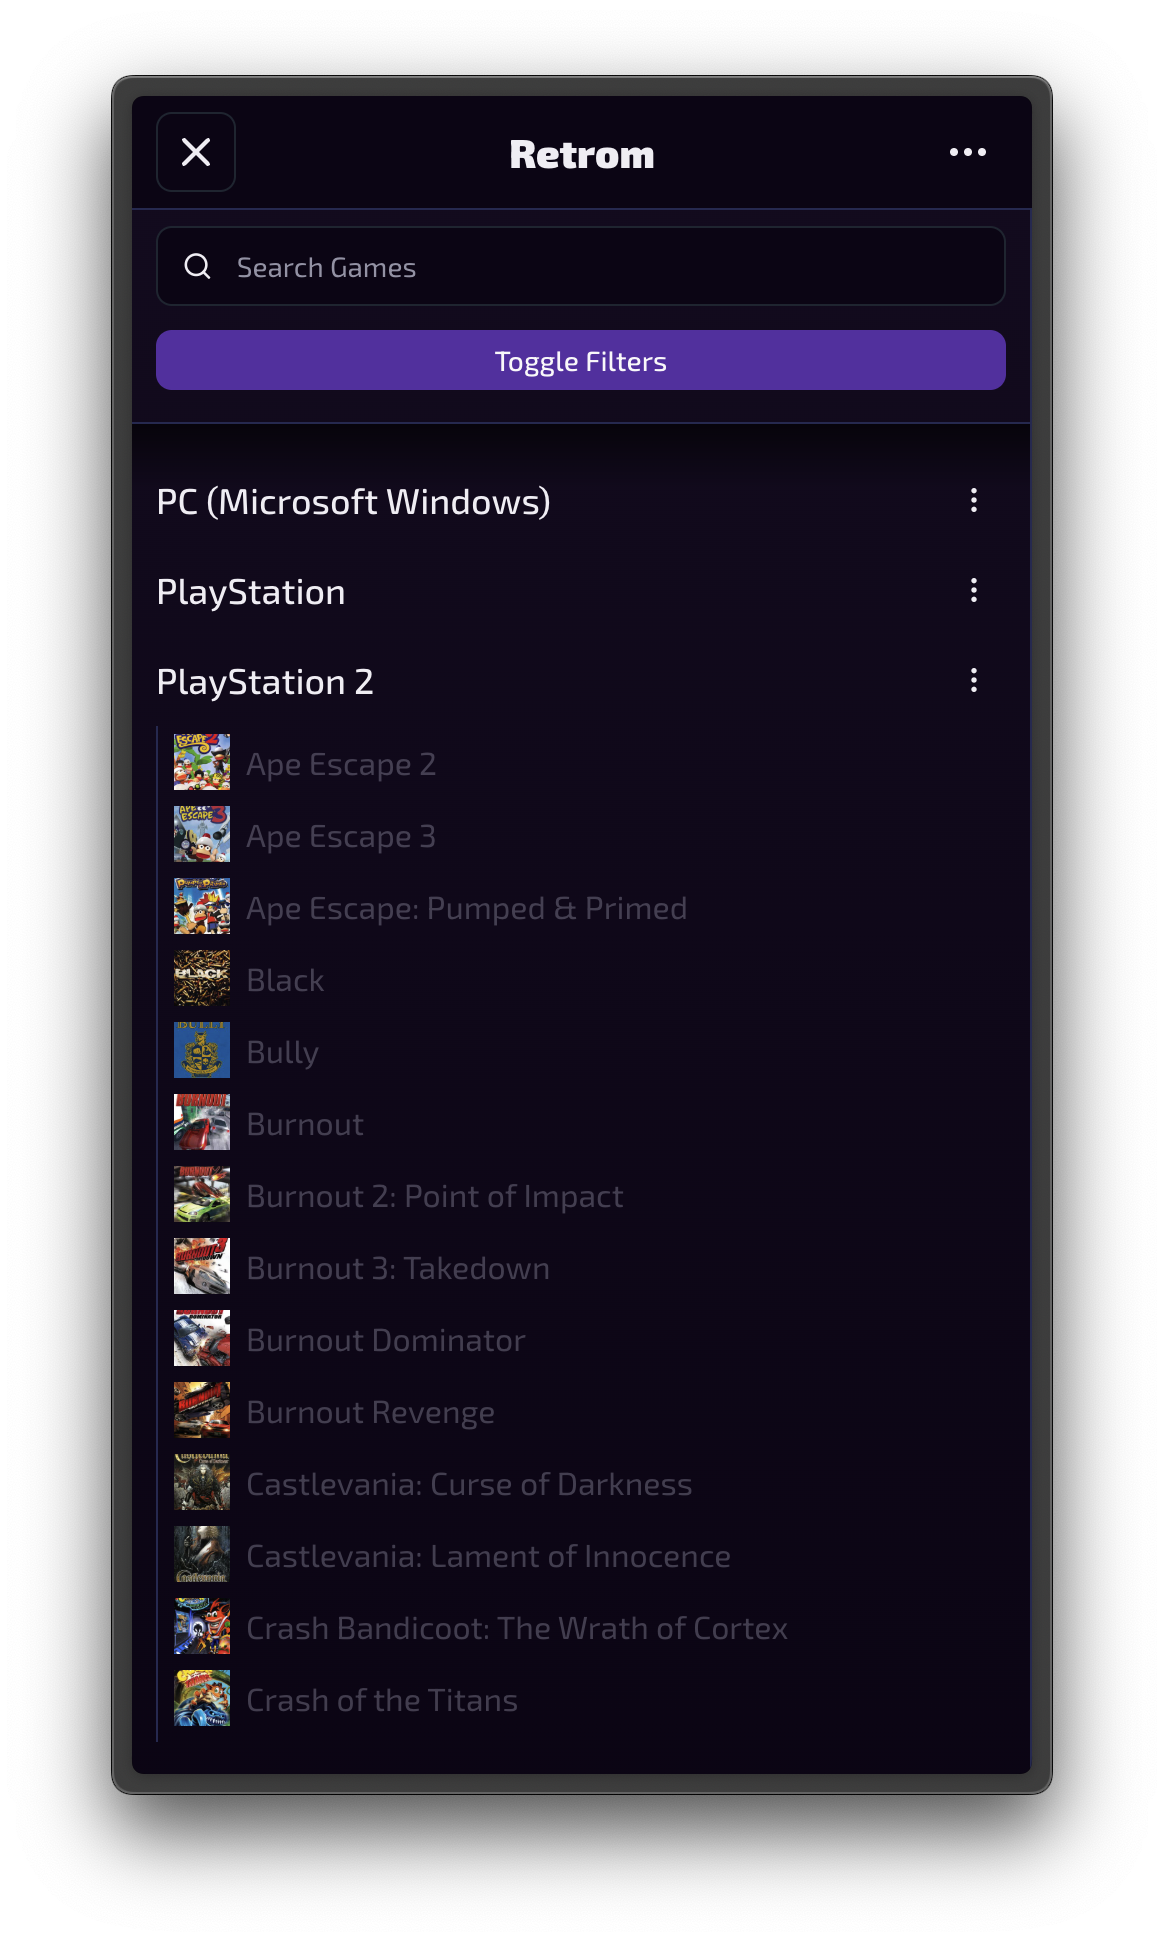 Retrom
Search Games
Toggle Filters
PC (Microsoft Windows)
PlayStation
PlayStation 2
Ape Escape 2
Ape Escape 3
Ape Escape: Pumped & Primed
BLACK
Black
Bully
Burnout
Burnout 2: Point of Impact
Burnout 3: Takedown
Burnout Dominator
Burnout Revenge
Castlevania: Curse of Darkness
Castlevania: Lament of Innocence
Crash Bandicoot: The Wrath of Cortex
Crash of the Titans